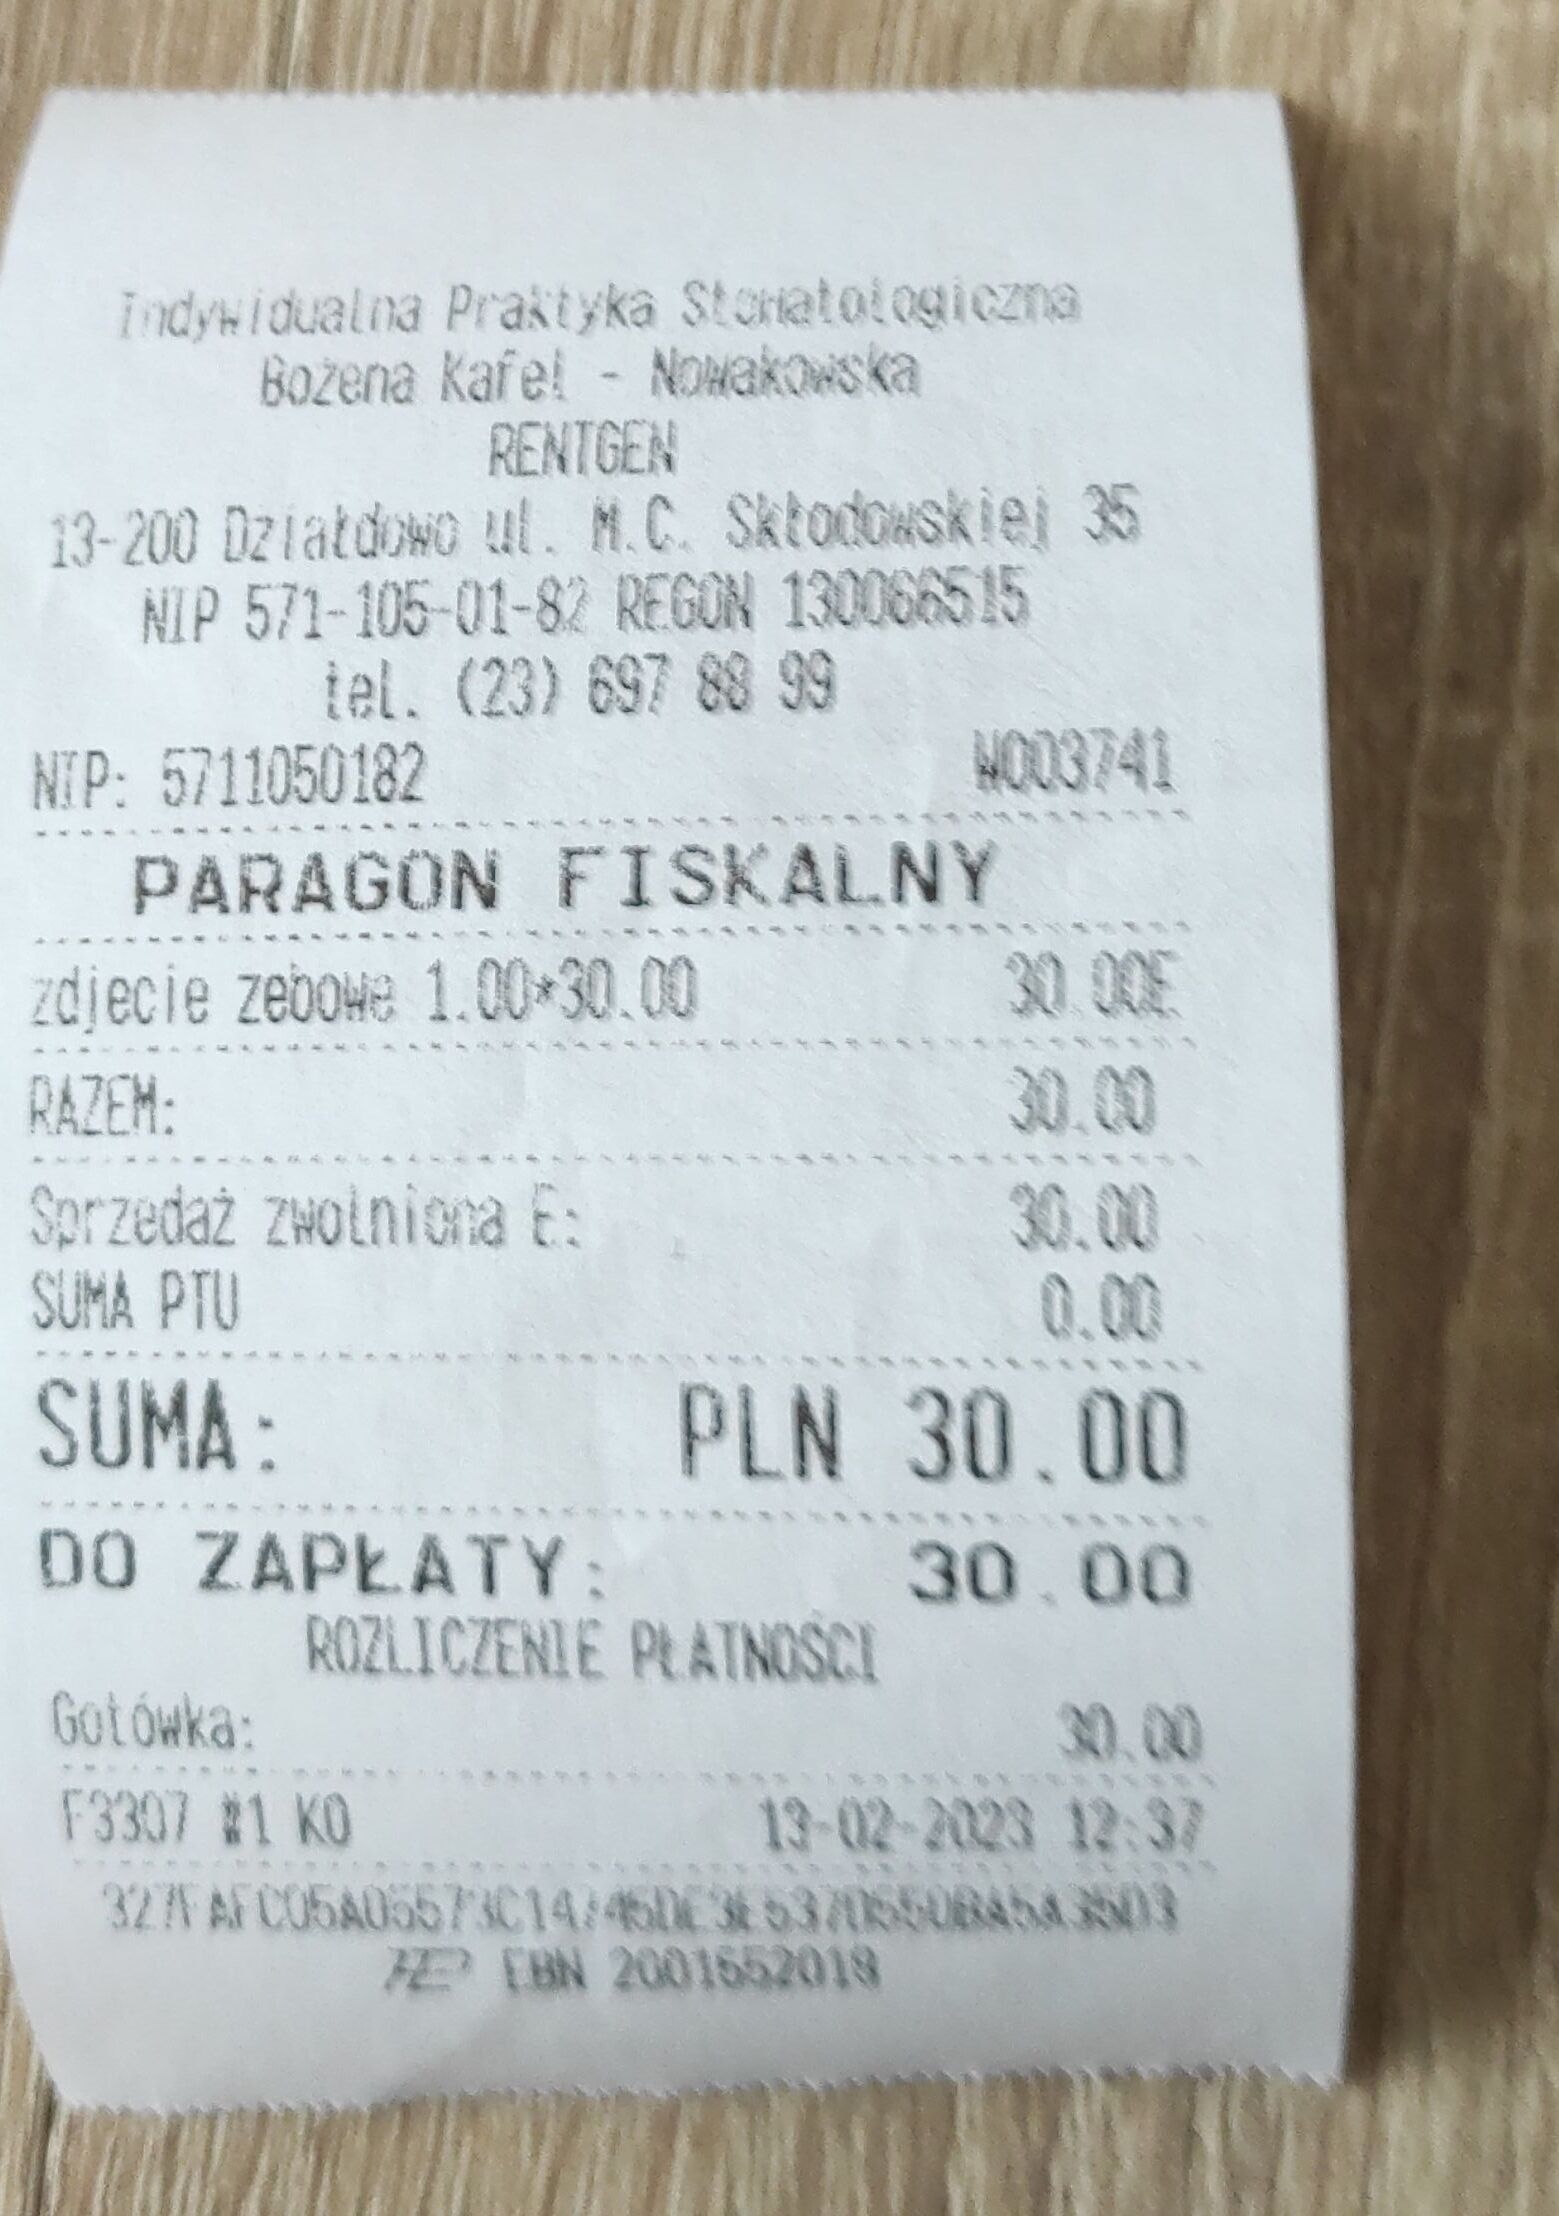 Indywidualna Praktyka Stomatologiczna
Bożena Kafel - Nowakowska
RENTGEN
13-200 Działdowo ul. M.C. Skłodowskiej 35
NIP 571-105-01-82 REGON 130066515
tel. (23) 697 88 99
NIP: 5711050182 W003741
PARAGON FISKALNY
zdjecie zebowe 1.00*30.00 30.00E
RAZEM: 30.00
Sprzedaż zwolniona E: 30.00
SUMA PTU 0.00
SUMA: PLN 30.00
DO ZAPŁATY: 30.00
ROZLICZENIE PŁATNOŚCI
Gotówka: 30.00
F3307 #1 KO 13-02-2023 12:37
EBN